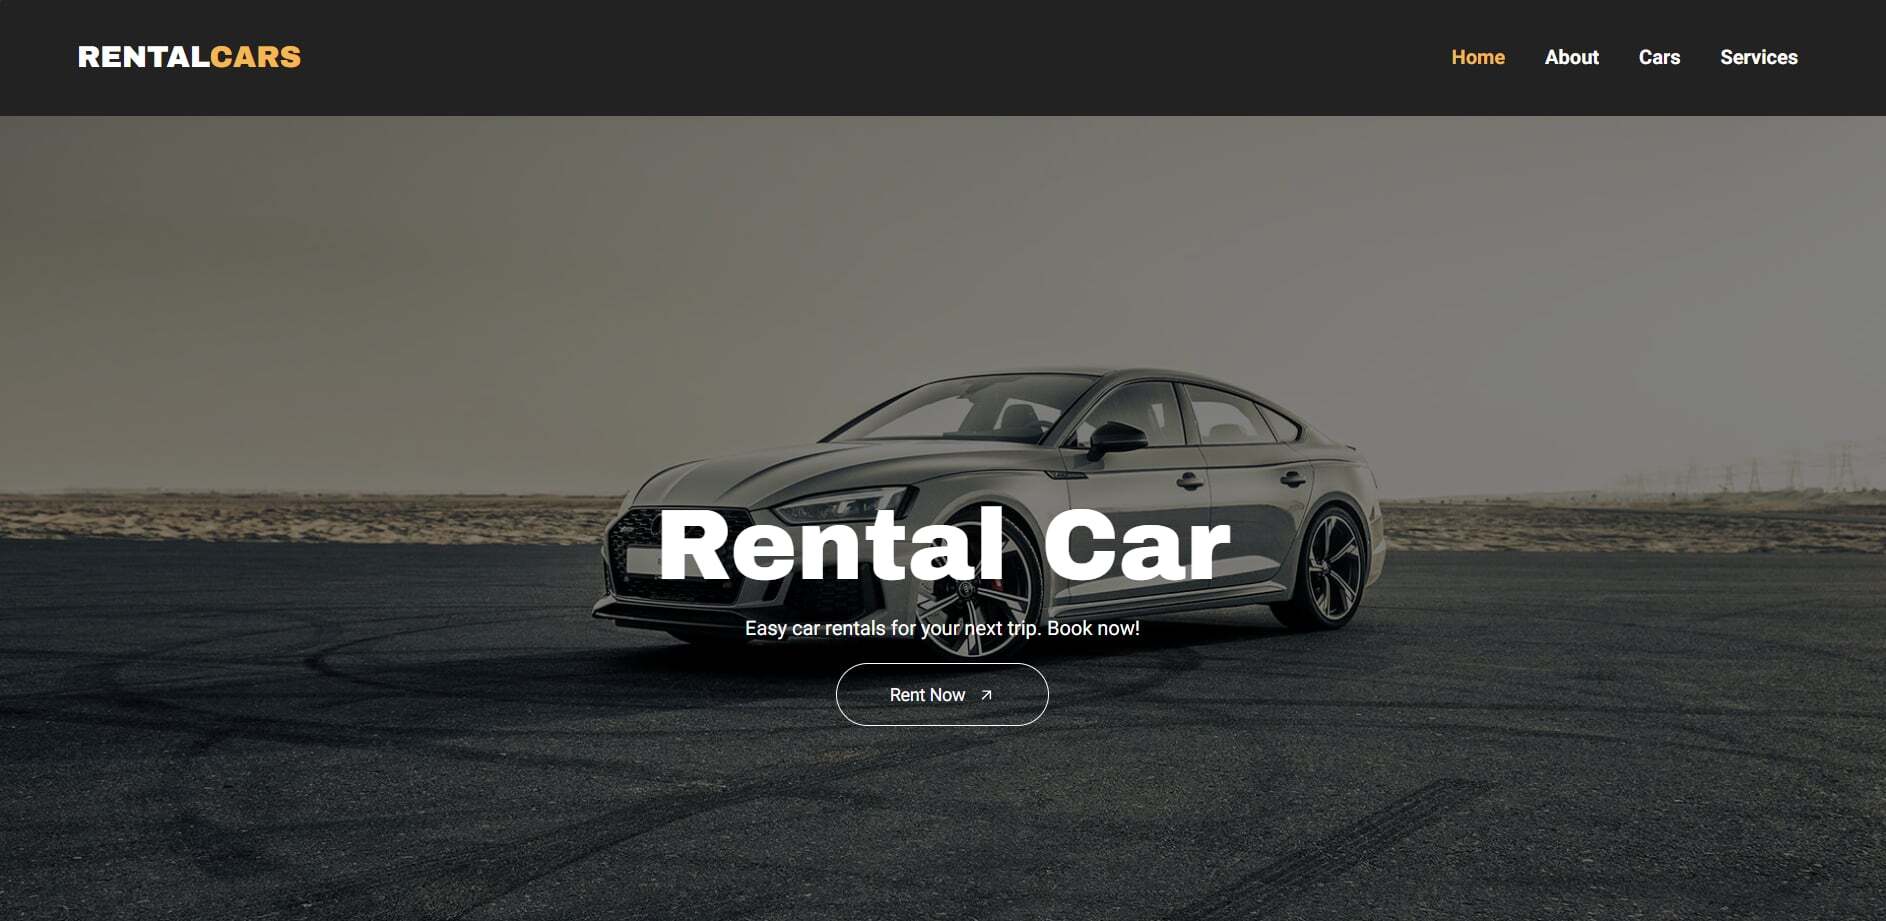 RENTALCARS
Home About Cars Services
Rental Car
Easy car rentals for your next trip. Book now!
Rent Now